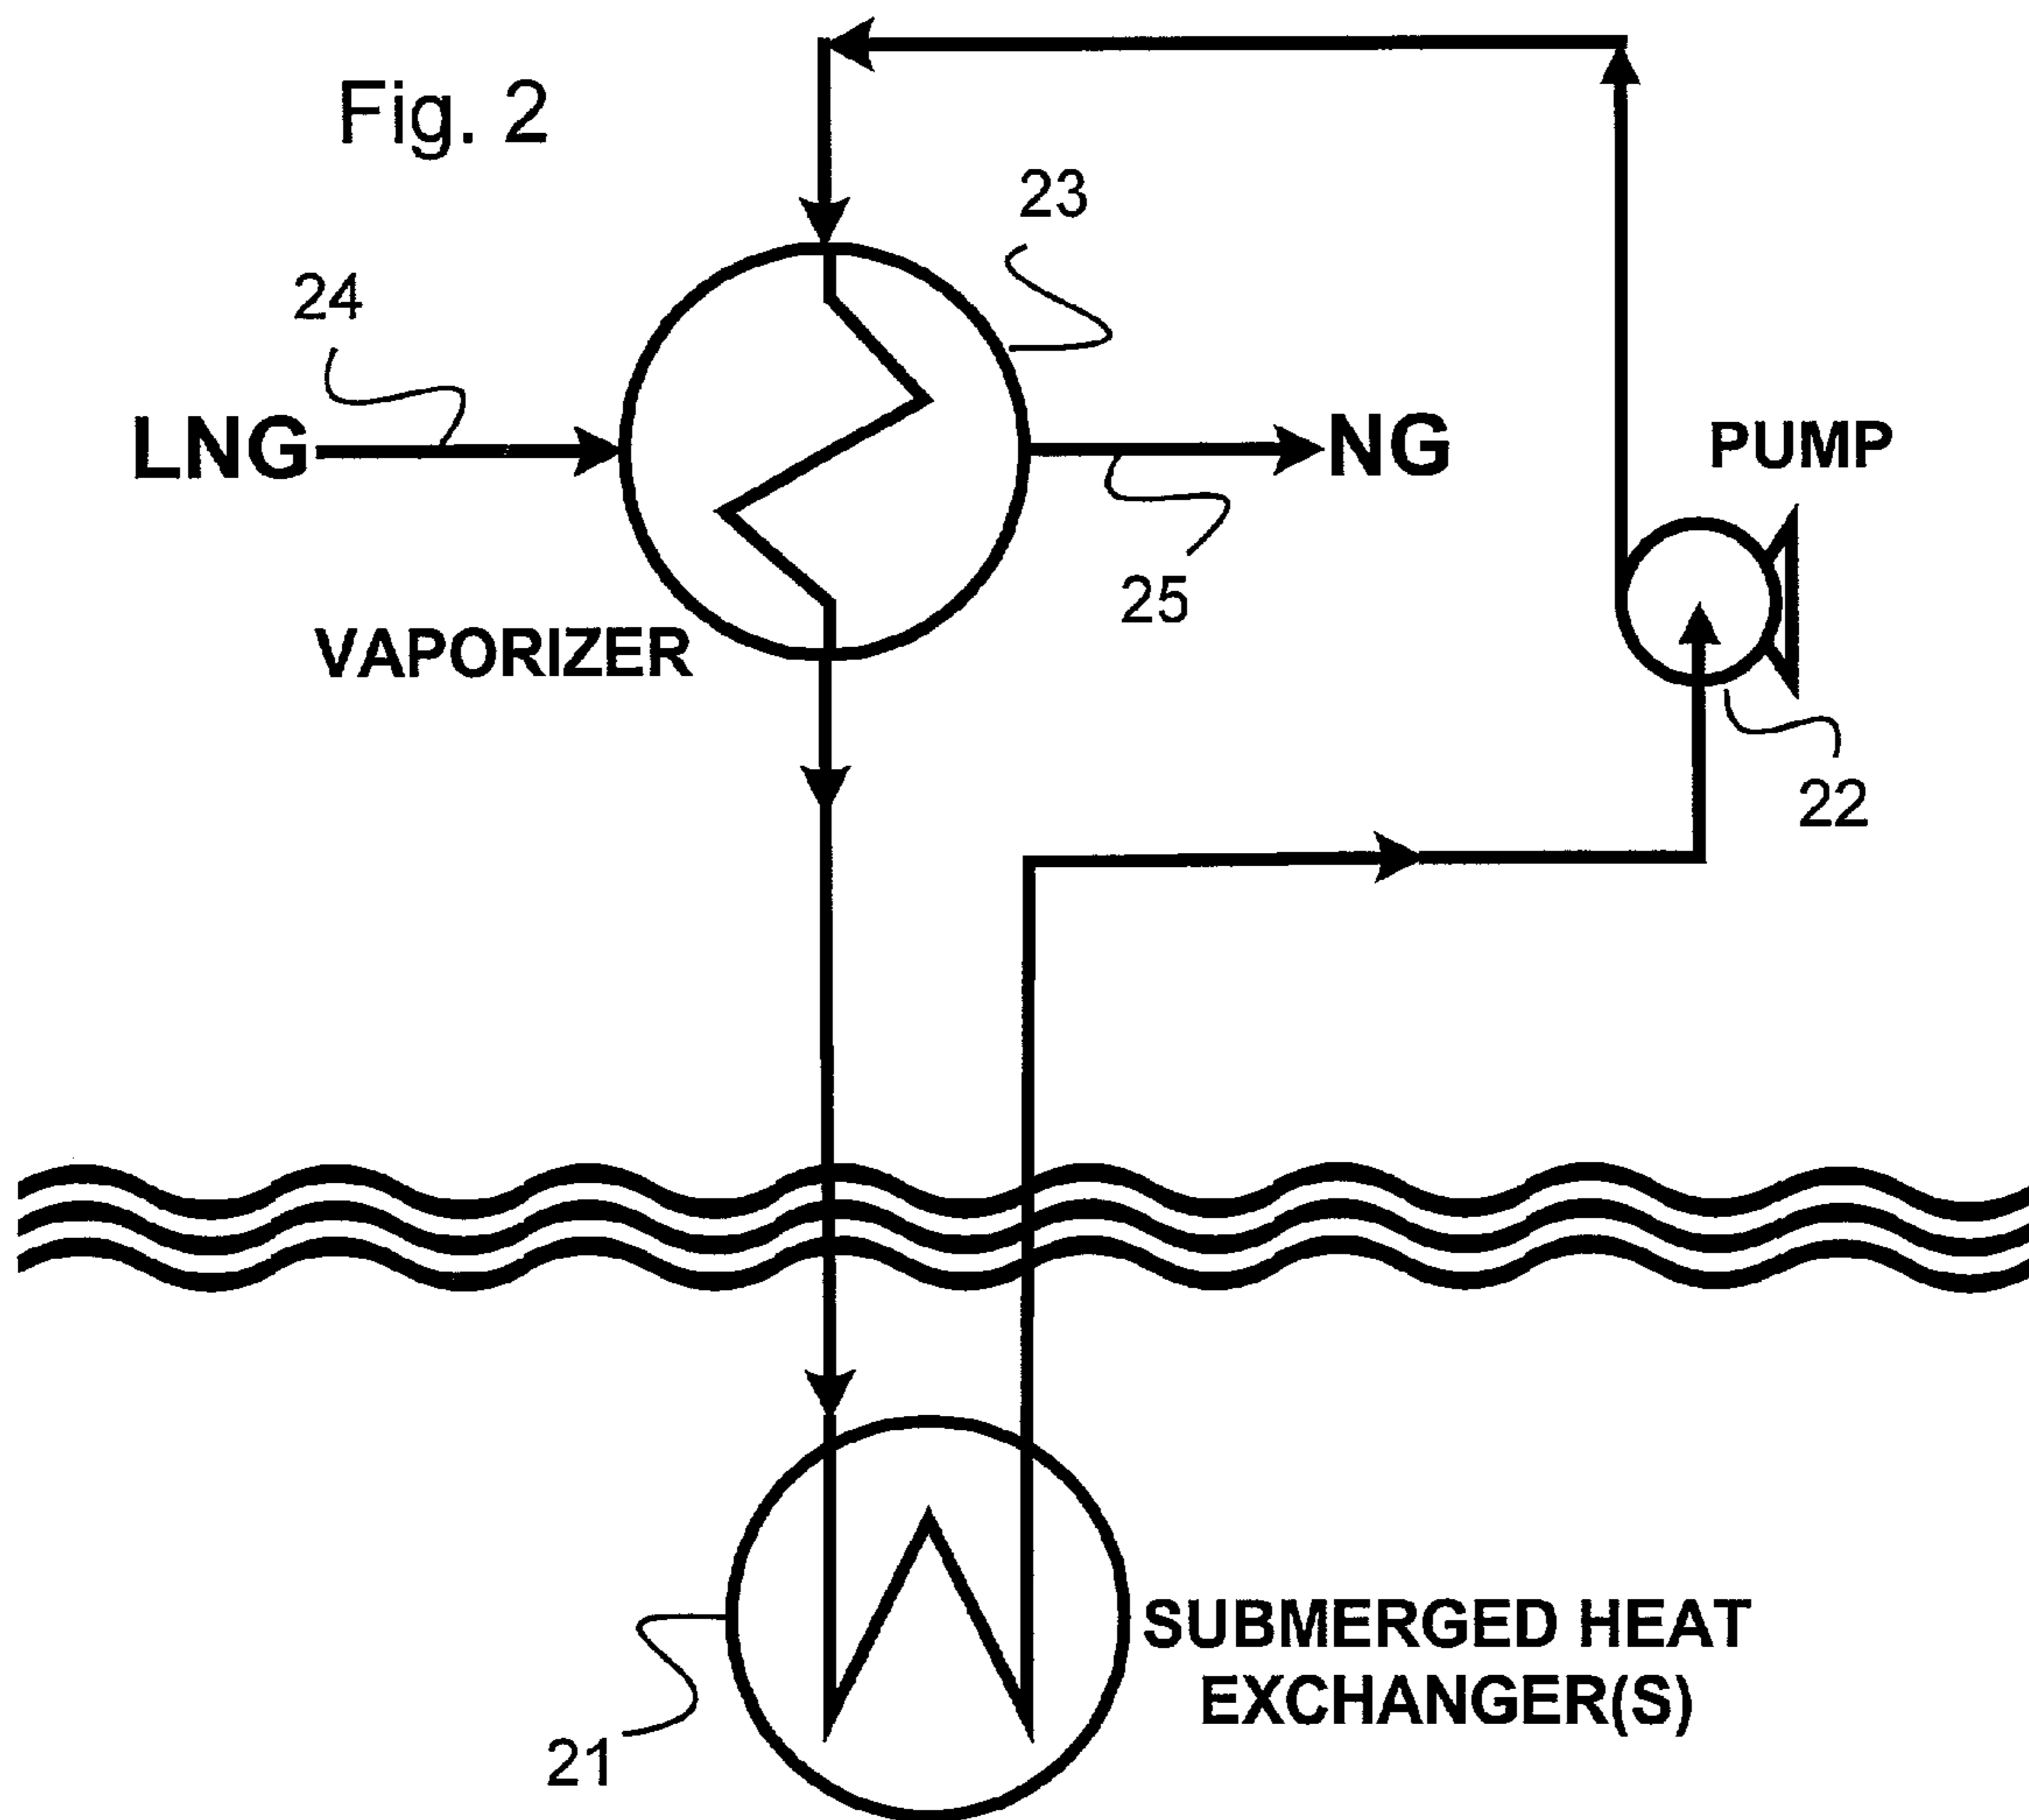 Fig. 2
23
24
LNG
NG
PUMP
25
VAPORIZER
22
SUBMERGED HEAT
EXCHANGER(S)
21